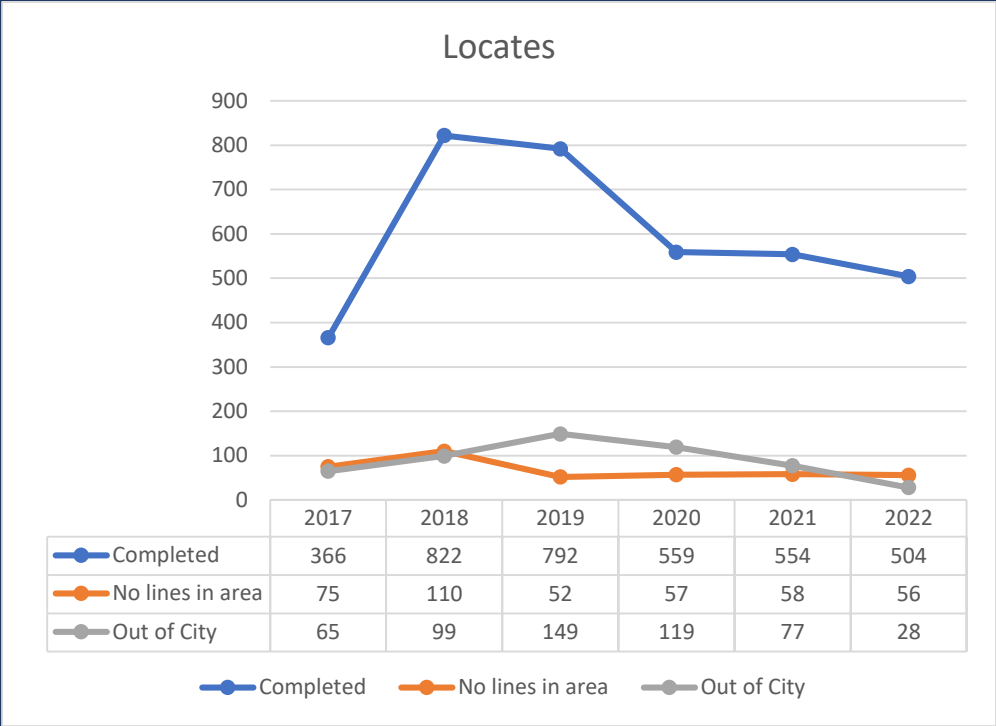 Locates
900
800
700
600
500
400
300
200
100
0
2017 2018 2019 2020 2021 2022
Completed 366 822 792 559 554 504
No lines in area 75 110 52 57 58 56
Out of City 65 99 149 119 77 28
Completed No lines in area Out of City